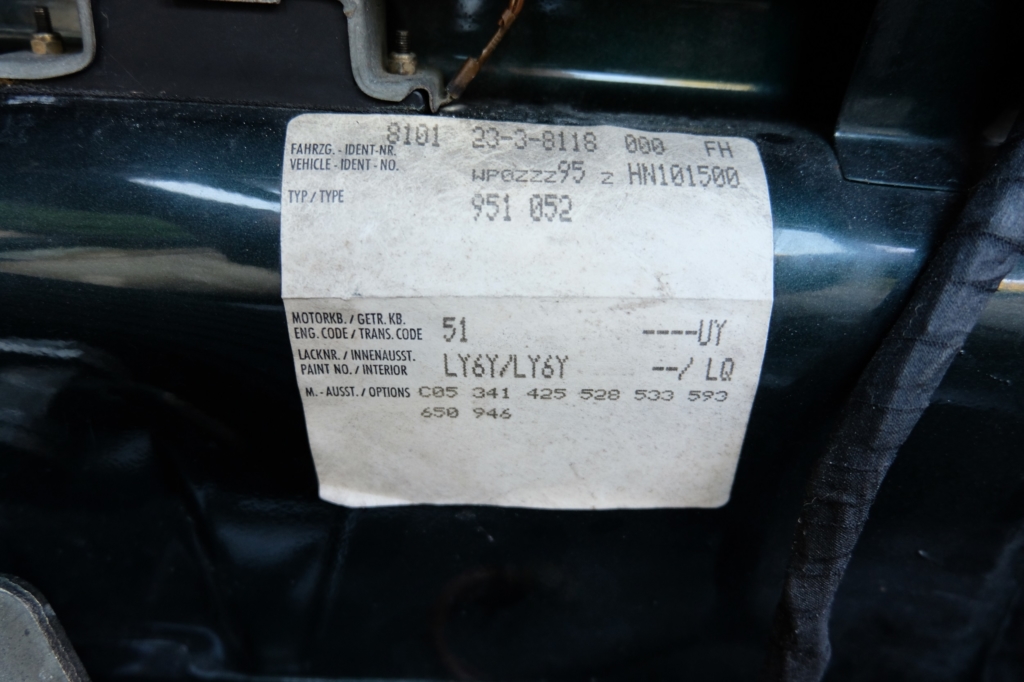 8101 23-3-8118 000 FH
FAHRZG. - IDENT-NR.
VEHICLE - IDENT - NO. WP0ZZZ95 Z HN101500
TYP / TYPE 951 052
MOTORKB. / GETR. KB.
ENG. CODE / TRANS. CODE 51 ----UY
LACKNR. / INNENAUSST.
PAINT NO. / INTERIOR LY6Y/LY6Y --/ LQ
M. - AUSST. / OPTIONS C05 341 425 528 533 593
650 946